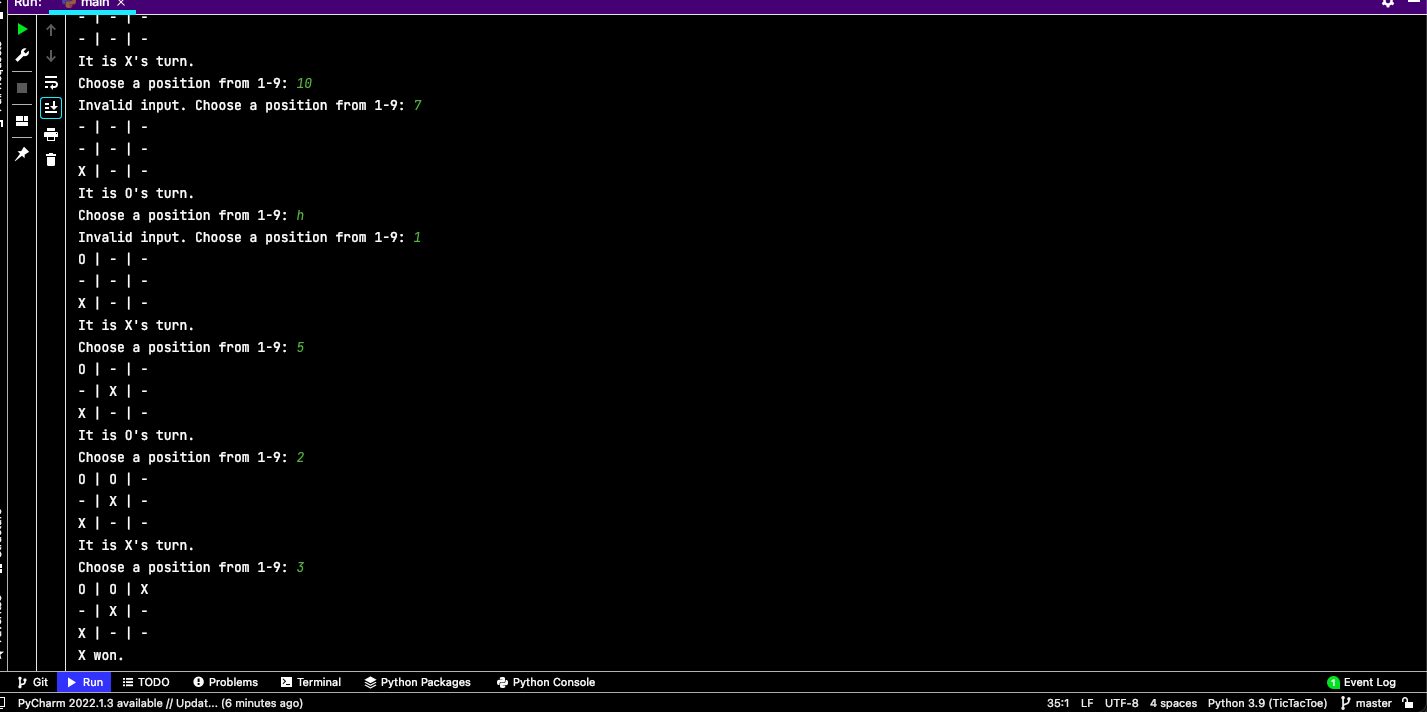 Run: main
- | - | -
- | - | -
It is X's turn.
Choose a position from 1-9: 10
Invalid input. Choose a position from 1-9: 7
- | - | -
- | - | -
X | - | -
It is O's turn.
Choose a position from 1-9: h
Invalid input. Choose a position from 1-9: 1
O | - | -
- | - | -
X | - | -
It is X's turn.
Choose a position from 1-9: 5
O | - | -
- | X | -
X | - | -
It is O's turn.
Choose a position from 1-9: 2
O | O | -
- | X | -
X | - | -
It is X's turn.
Choose a position from 1-9: 3
O | O | X
- | X | -
X | - | -
X won.
Git Run TODO Problems Terminal Python Packages Python Console 1 Event Log
PyCharm 2022.1.3 available // Updat... (6 minutes ago) 35:1 LF UTF-8 4 spaces Python 3.9 (TicTacToe) master